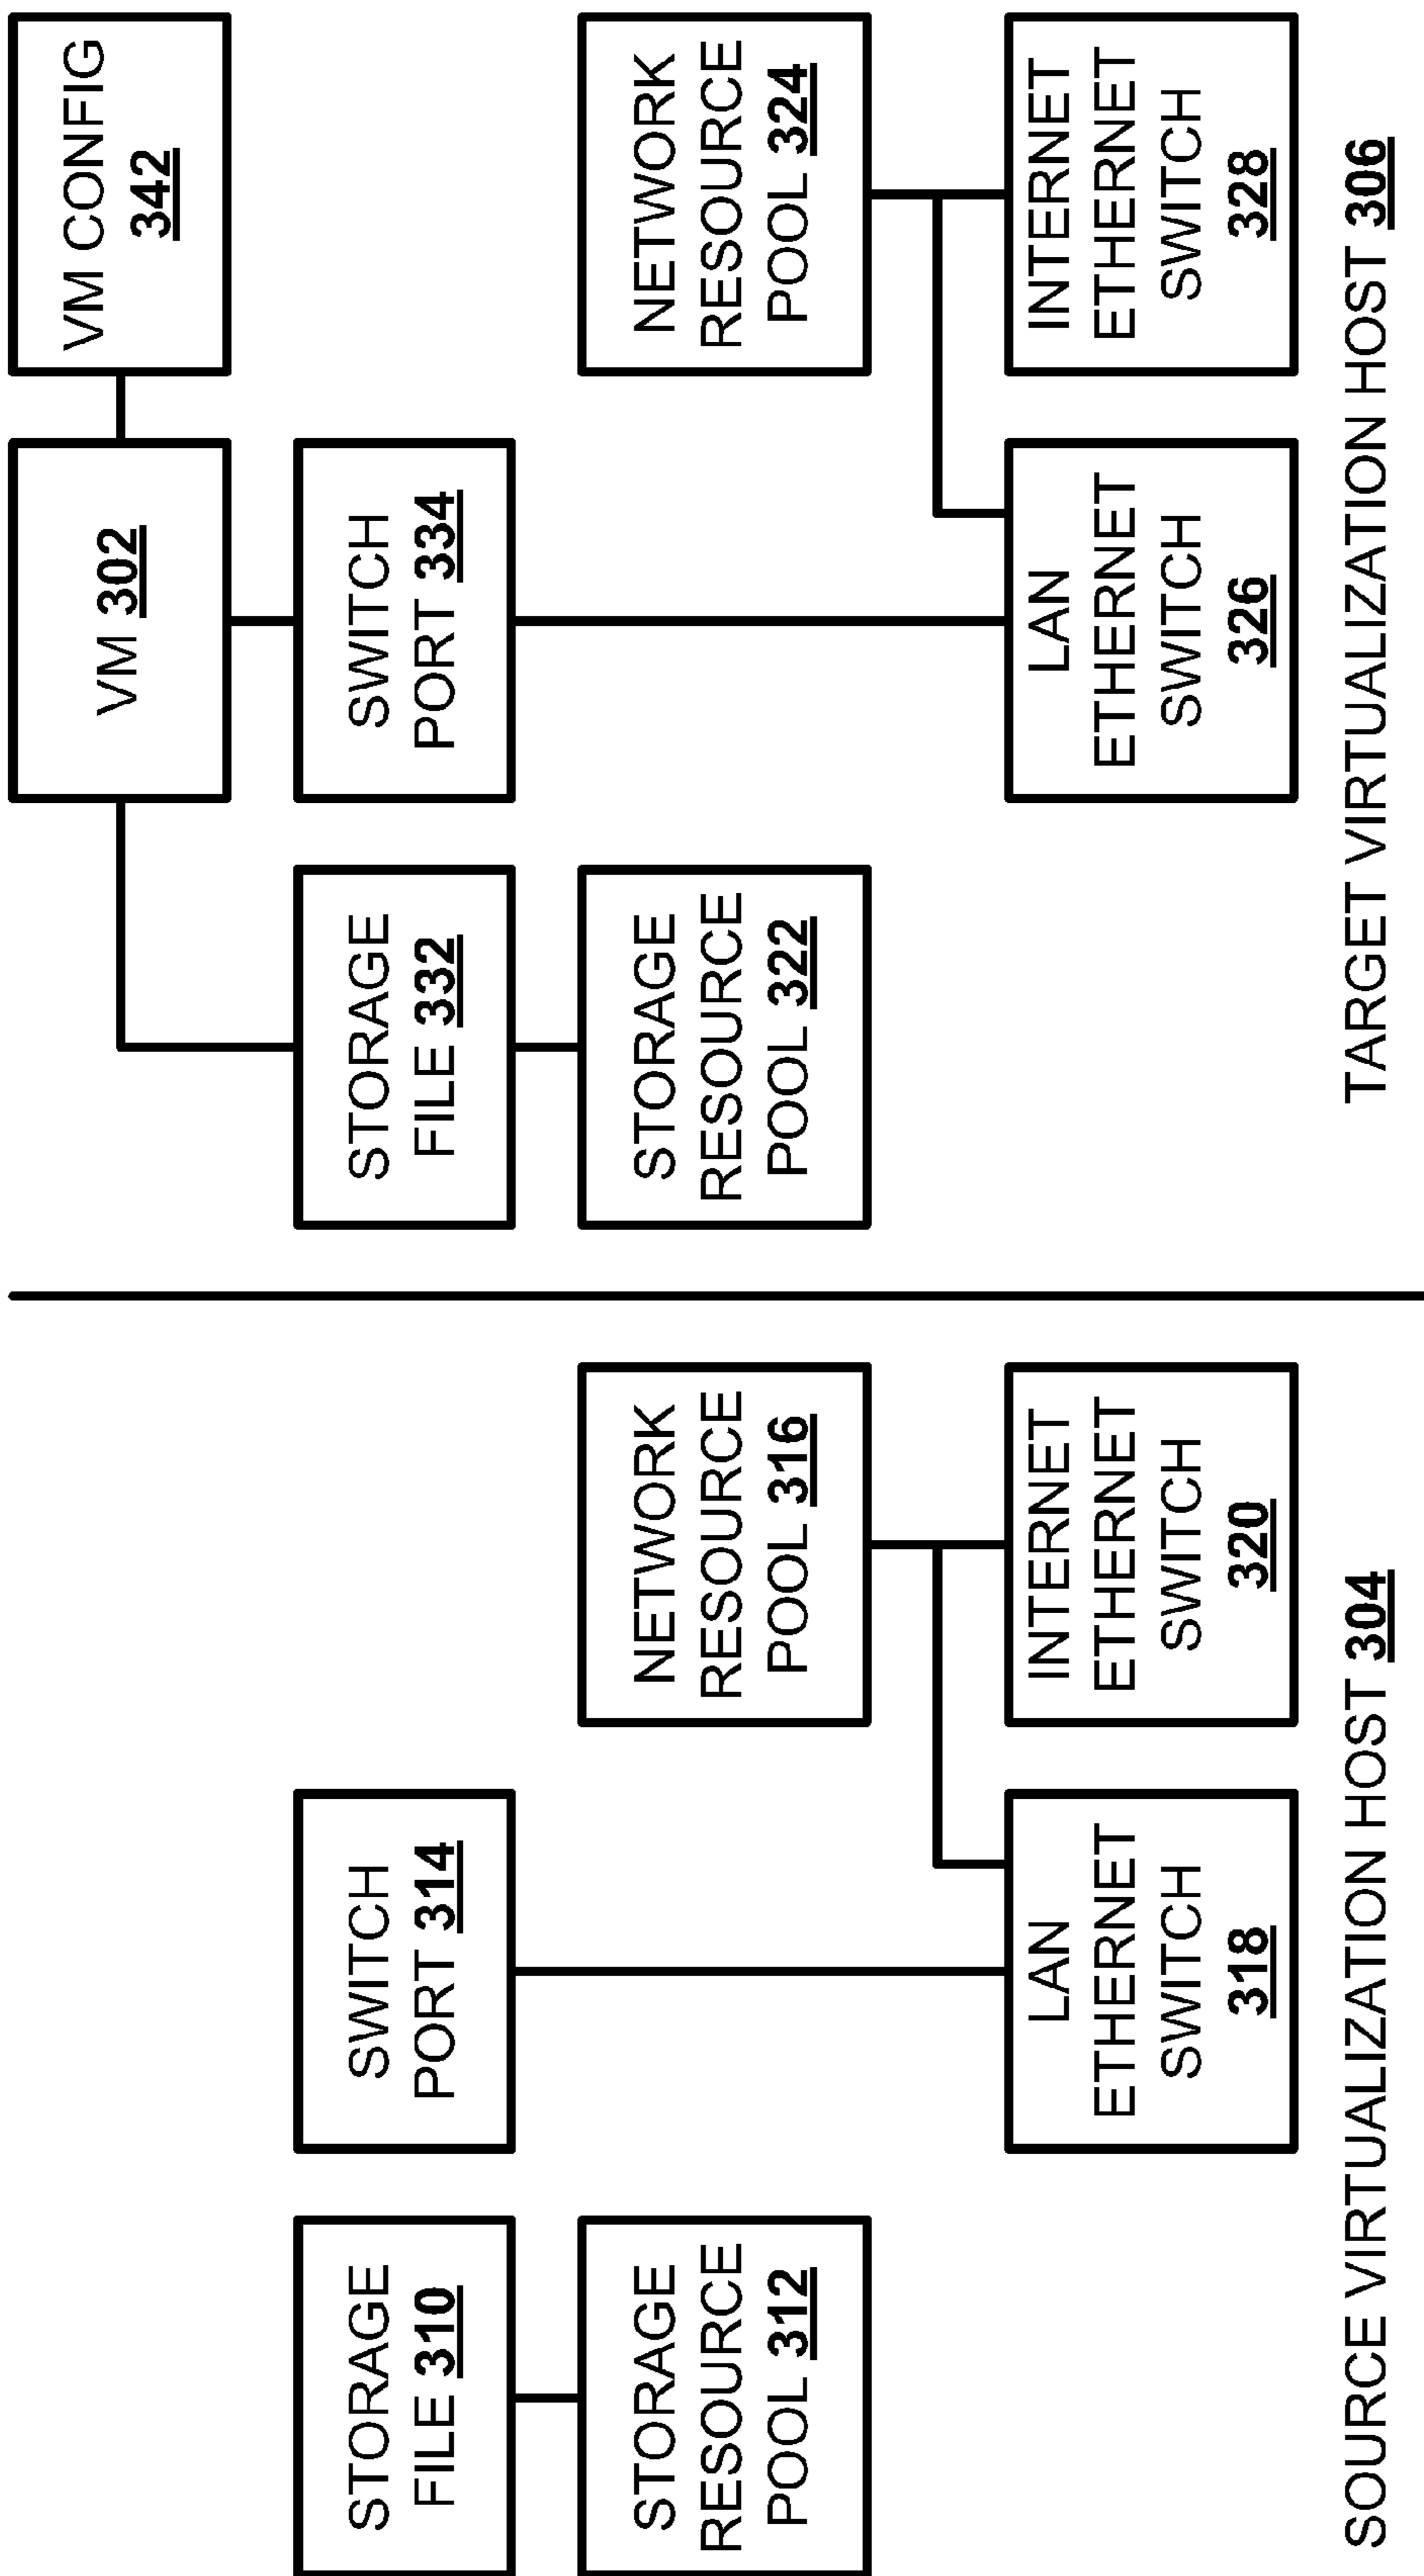 VM 302
VM CONFIG
342
STORAGE
FILE 310
SWITCH
PORT 314
STORAGE
FILE 332
SWITCH
PORT 334
STORAGE
RESOURCE
POOL 312
NETWORK
RESOURCE
POOL 316
STORAGE
RESOURCE
POOL 322
NETWORK
RESOURCE
POOL 324
LAN
ETHERNET
SWITCH
318
INTERNET
ETHERNET
SWITCH
320
LAN
ETHERNET
SWITCH
326
INTERNET
ETHERNET
SWITCH
328
SOURCE VIRTUALIZATION HOST 304
TARGET VIRTUALIZATION HOST 306